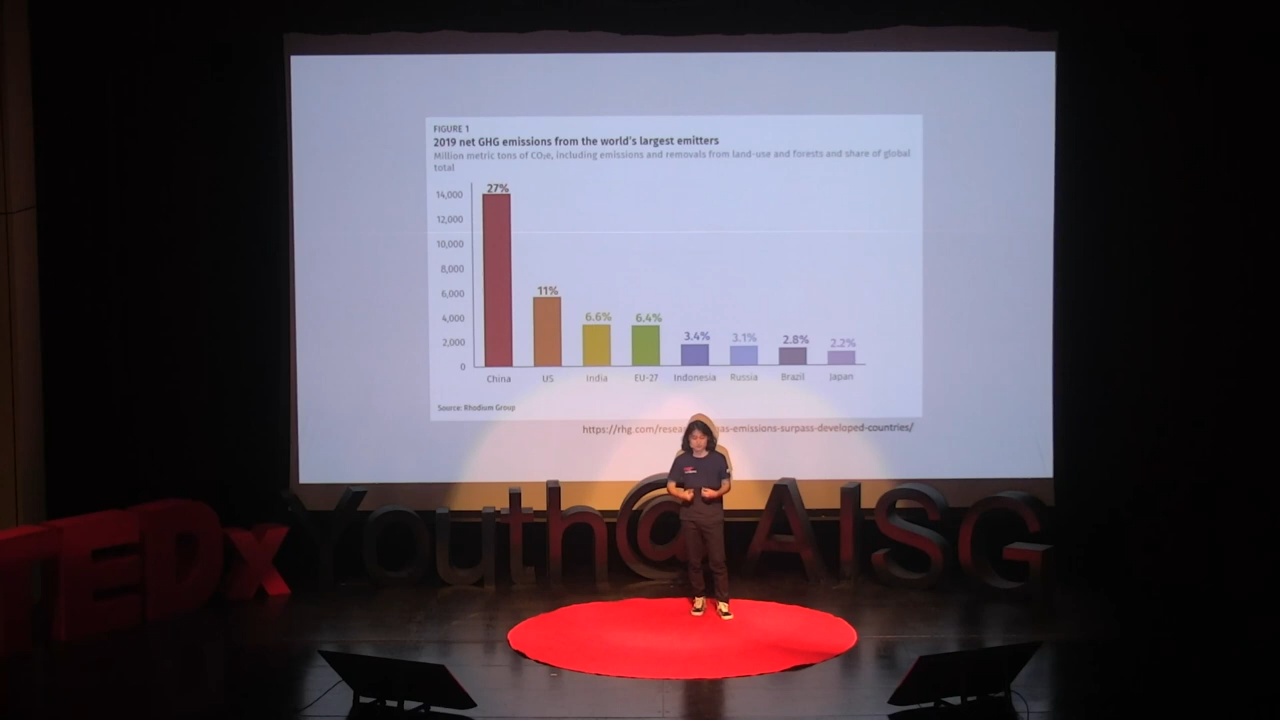 FIGURE 1
2019 net GHG emissions from the world's largest emitters
Million metric tons of CO₂e, including emissions and removals from land-use and forests and share of global
total
14,000
12,000
10,000
8,000
6,000
4,000
2,000
0
27%
11%
6.6%
6.4%
3.4%
3.1%
2.8%
2.2%
China
US
India
EU-27
Indonesia
Russia
Brazil
Japan
Source: Rhodium Group
https://rhg.com/resea gas-emissions-surpass-developed-countries/
TEDxYouth@AISG